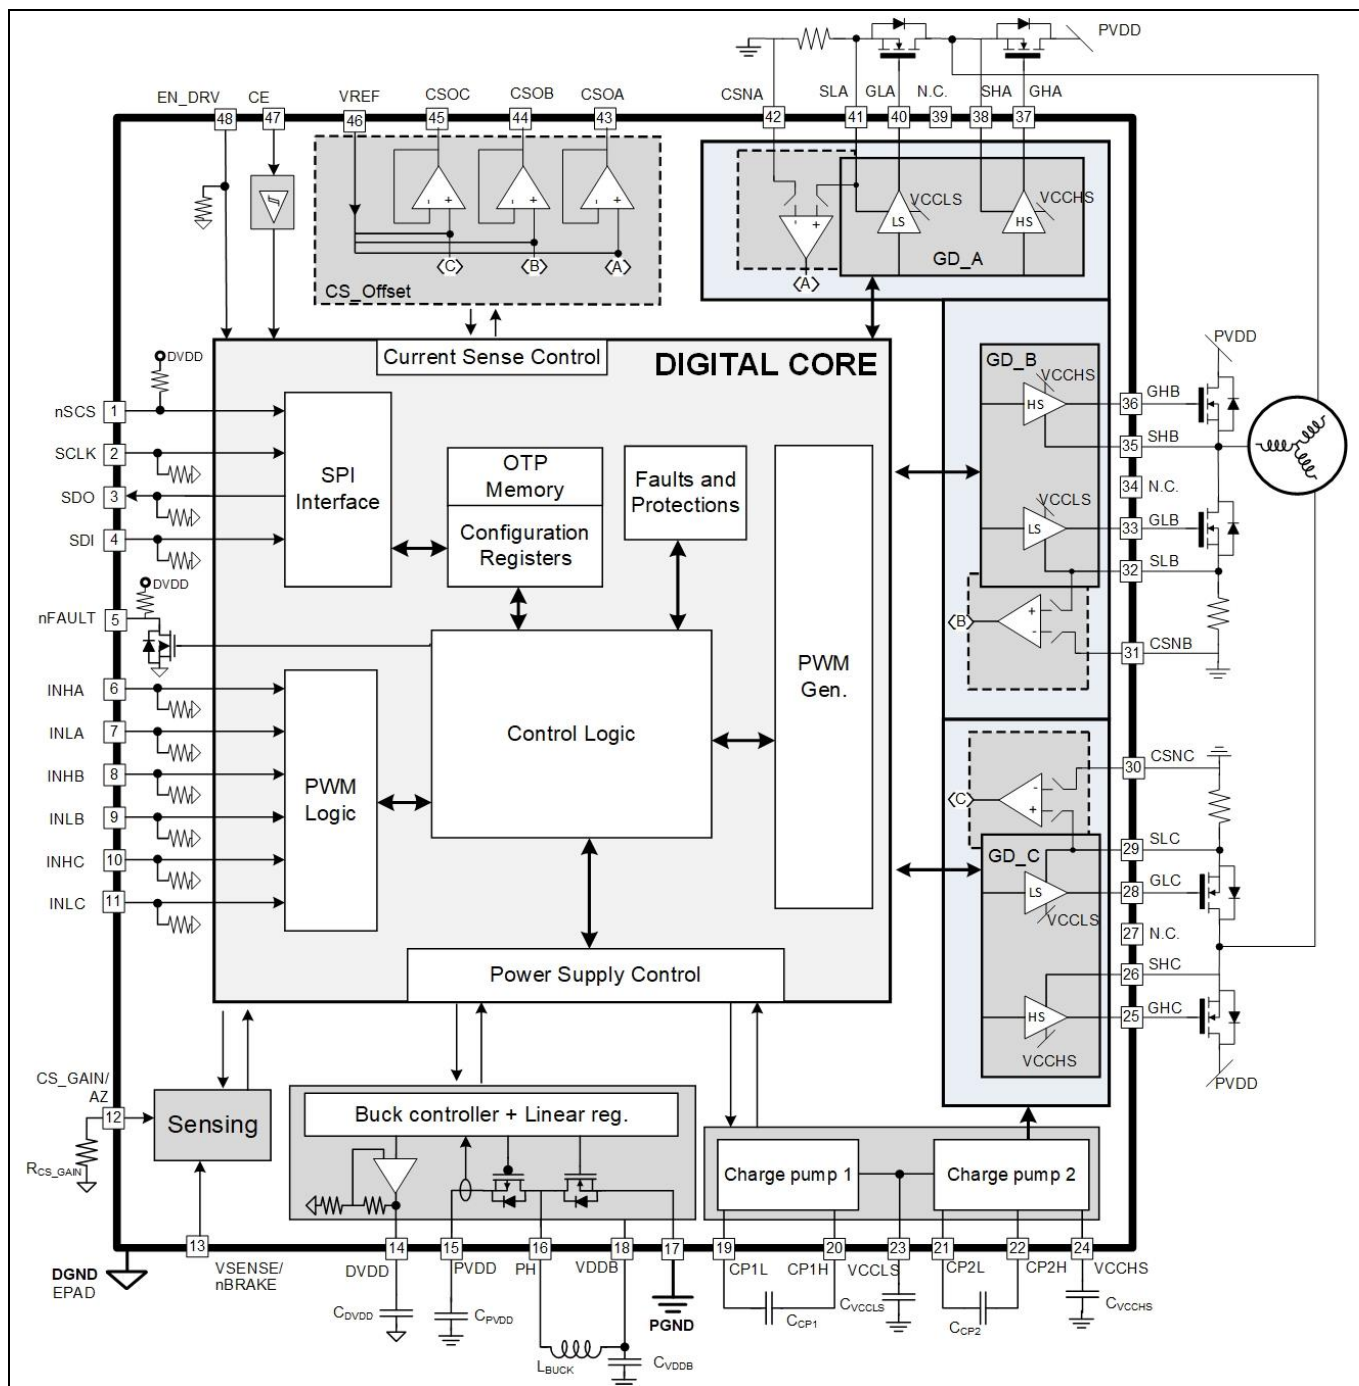 PVDD
EN_DRV CE VREF CSOC CSOB CSOA CSNA SLA GLA N.C. SHA GHA
48 47 46 45 44 43 42 41 40 39 38 37
- + - + - + - +
VCCLS VCCHS
LS HS
⟨C⟩ ⟨B⟩ ⟨A⟩ ⟨A⟩ GD_A
CS_Offset
Current Sense Control
DIGITAL CORE
DVDD
nSCS 1
SCLK 2
SDO 3
SDI 4
DVDD
nFAULT 5
INHA 6
INLA 7
INHB 8
INLB 9
INHC 10
INLC 11
SPI
Interface
OTP
Memory
Configuration
Registers
Faults and
Protections
PWM
Gen.
Control Logic
PWM
Logic
Power Supply Control
PVDD
GD_B
VCCHS
HS
36 GHB
35 SHB
34 N.C.
VCCLS
LS
33 GLB
32 SLB
+
⟨B⟩
-
31 CSNB
30 CSNC
-
⟨C⟩
+
29 SLC
GD_C
LS
28 GLC
VCCLS
27 N.C.
26 SHC
HS
25 GHC
VCCHS
PVDD
CS_GAIN/
AZ
12
RCS_GAIN
Sensing
Buck controller + Linear reg.
Charge pump 1
Charge pump 2
13 14 15 16 18 17 19 20 23 21 22 24
DGND
EPAD
VSENSE/
nBRAKE
DVDD PVDD PH VDDB CP1L CP1H VCCLS CP2L CP2H VCCHS
CDVDD CPVDD PGND CCP1 CVCCLS CCP2 CVCCHS
LBUCK CVDDB